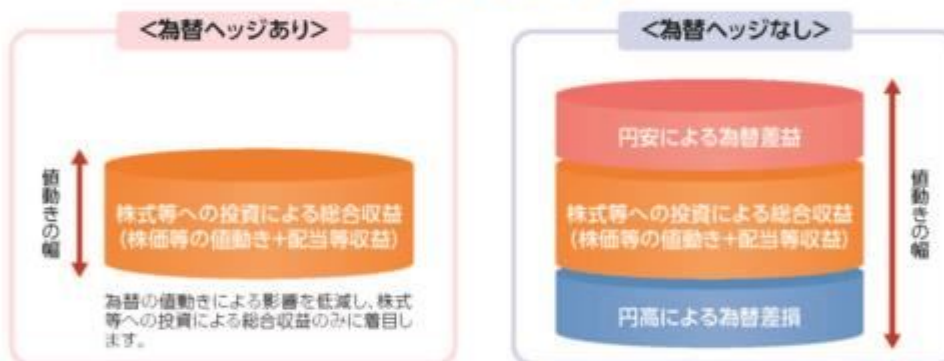 <為替ヘッジあり>
値動きの幅
株式等への投資による総合収益
(株価等の値動き+配当等収益)
為替の値動きによる影響を低減し、株式
等への投資による総合収益のみに着目し
ます。
<為替ヘッジなし>
円安による為替差益
株式等への投資による総合収益
(株価等の値動き+配当等収益)
円高による為替差損
値動きの幅